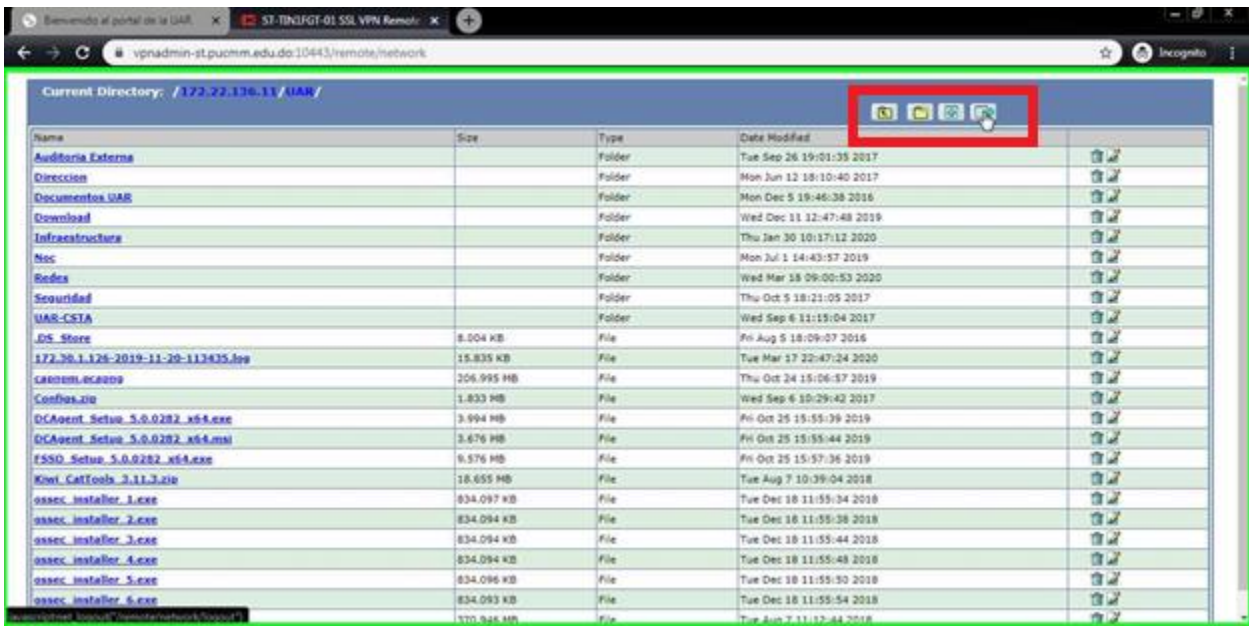 Bienvenido al portal de la UAR
ST-TIN1FGT-01 SSL VPN Remote
vpnadmin-st.pucmm.edu.do:10443/remote/network
Incognito
Current Directory: /172.22.136.11/UAR/
Name Size Type Date Modified
Auditoria Externa Folder Tue Sep 26 19:01:35 2017
Direccion Folder Mon Jun 12 18:10:40 2017
Documentos UAR Folder Mon Dec 5 19:46:38 2016
Download Folder Wed Dec 11 12:47:48 2019
Infraestructura Folder Thu Jan 30 10:17:12 2020
Noc Folder Mon Jul 1 14:43:57 2019
Redes Folder Wed Mar 18 09:00:53 2020
Seguridad Folder Thu Oct 5 18:21:05 2017
UAR-CSTA Folder Wed Sep 6 11:15:04 2017
.DS_Store 8.004 KB File Fri Aug 5 18:09:07 2016
172.30.1.126-2019-11-20-113435.log 15.835 KB File Tue Mar 17 22:47:24 2020
206.995 MB File Thu Oct 24 15:06:57 2019
Configs.zip 1.833 MB File Wed Sep 6 10:29:42 2017
DCAgent_Setup_5.0.0282_x64.exe 3.994 MB File Fri Oct 25 15:55:39 2019
DCAgent_Setup_5.0.0282_x64.msi 3.676 MB File Fri Oct 25 15:55:44 2019
FSSO_Setup_5.0.0282_x64.exe 9.576 MB File Fri Oct 25 15:57:36 2019
Kiwi_CatTools_3.11.3.zip 18.655 MB File Tue Aug 7 10:39:04 2018
ossec_installer_1.exe 834.097 KB File Tue Dec 18 11:55:34 2018
ossec_installer_2.exe 834.094 KB File Tue Dec 18 11:55:38 2018
ossec_installer_3.exe 834.094 KB File Tue Dec 18 11:55:44 2018
ossec_installer_4.exe 834.094 KB File Tue Dec 18 11:55:48 2018
ossec_installer_5.exe 834.096 KB File Tue Dec 18 11:55:50 2018
ossec_installer_6.exe 834.093 KB File Tue Dec 18 11:55:54 2018
370.946 MB File Tue Aug 7 11:12:44 2018